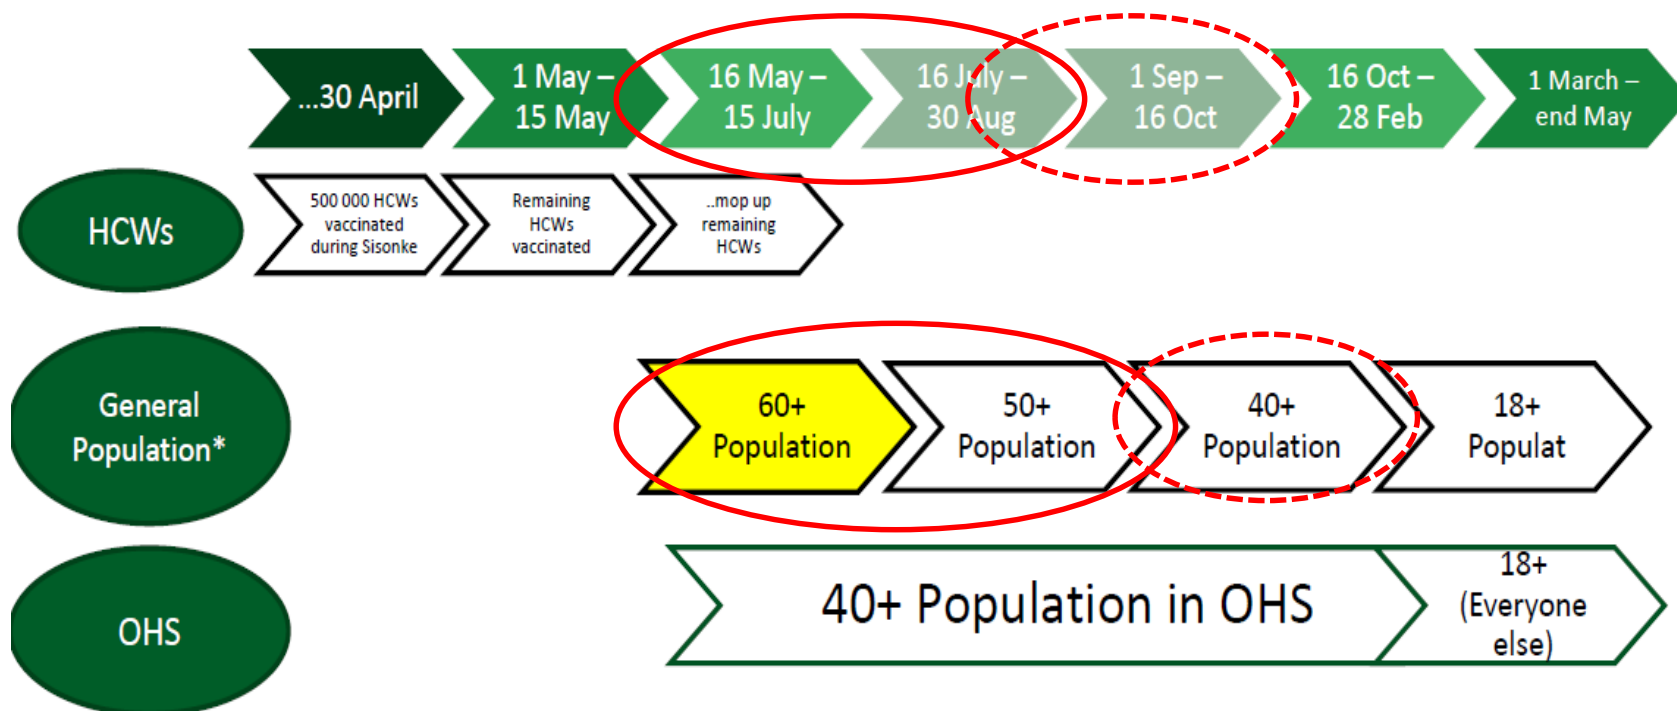 ...30 April
1 May –
15 May
16 May –
15 July
16 July –
30 Aug
1 Sep –
16 Oct
16 Oct –
28 Feb
1 March –
end May
HCWs
500 000 HCWs
vaccinated
during Sisonke
Remaining
HCWs
vaccinated
..mop up
remaining
HCWs
General
Population*
60+
Population
50+
Population
40+
Population
18+
Populat
OHS
40+ Population in OHS
18+
(Everyone
else)